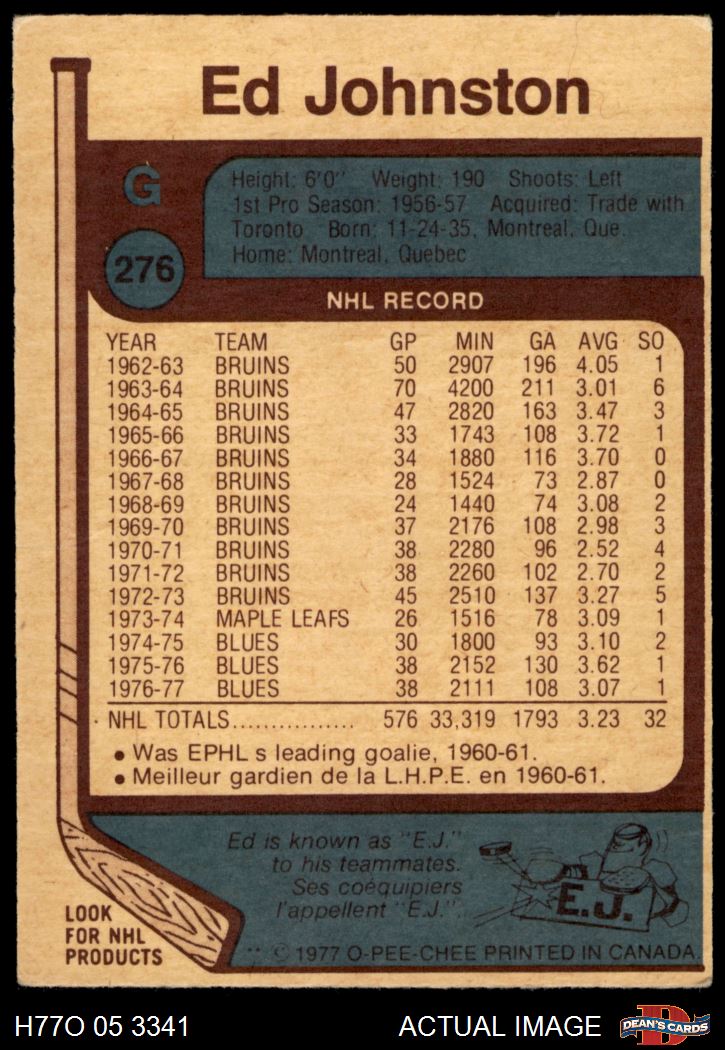 Ed Johnston
G
276
Height: 6'0" Weight: 190 Shoots: Left
1st Pro Season: 1956-57 Acquired: Trade with
Toronto Born: 11-24-35, Montreal, Que.
Home: Montreal, Quebec
NHL RECORD
YEAR TEAM GP MIN GA AVG SO
1962-63 BRUINS 50 2907 196 4.05 1
1963-64 BRUINS 70 4200 211 3.01 6
1964-65 BRUINS 47 2820 163 3.47 3
1965-66 BRUINS 33 1743 108 3.72 1
1966-67 BRUINS 34 1880 116 3.70 0
1967-68 BRUINS 28 1524 73 2.87 0
1968-69 BRUINS 24 1440 74 3.08 2
1969-70 BRUINS 37 2176 108 2.98 3
1970-71 BRUINS 38 2280 96 2.52 4
1971-72 BRUINS 38 2260 102 2.70 2
1972-73 BRUINS 45 2510 137 3.27 5
1973-74 MAPLE LEAFS 26 1516 78 3.09 1
1974-75 BLUES 30 1800 93 3.10 2
1975-76 BLUES 38 2152 130 3.62 1
1976-77 BLUES 38 2111 108 3.07 1
NHL TOTALS................ 576 33,319 1793 3.23 32
• Was EPHL s leading goalie, 1960-61.
• Meilleur gardien de la L.H.P.E. en 1960-61.
Ed is known as "E.J."
to his teammates.
Ses coéquipiers
l'appellent "E.J.".
E.J.
LOOK
FOR NHL
PRODUCTS
** © 1977 O-PEE-CHEE PRINTED IN CANADA.
H77O 05 3341 ACTUAL IMAGE
D
DEAN'S CARDS